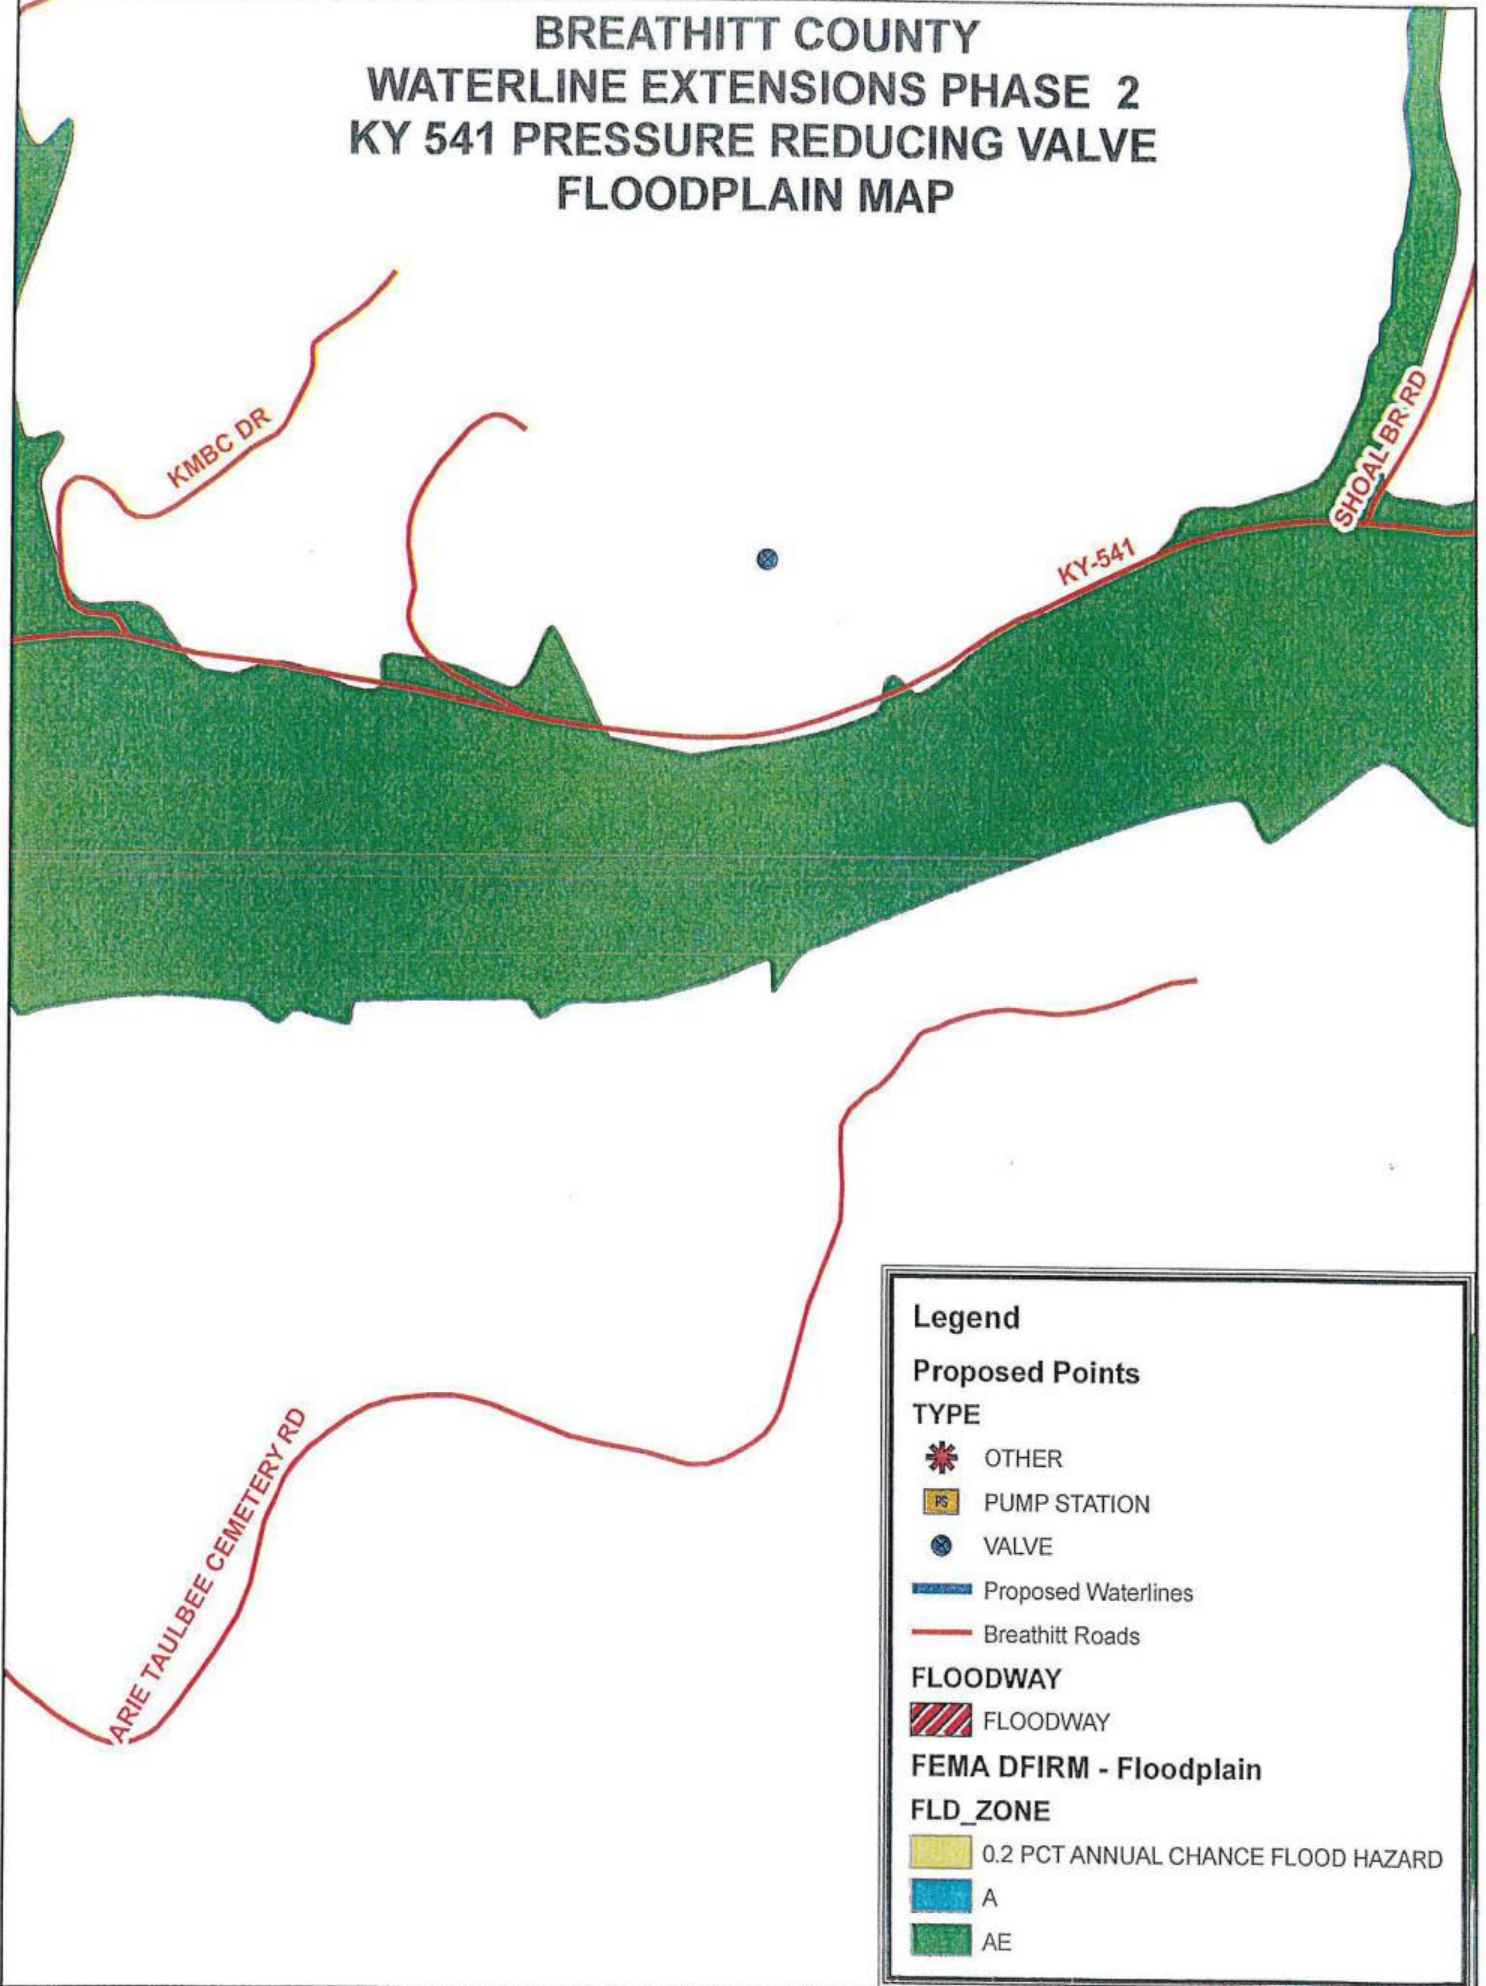 BREATHITT COUNTY
WATERLINE EXTENSIONS PHASE 2
KY 541 PRESSURE REDUCING VALVE
FLOODPLAIN MAP
KMBC DR
SHOAL BR RD
KY-541
ARIE TAULBEE CEMETERY RD
Legend
Proposed Points
TYPE
OTHER
PS PUMP STATION
VALVE
Proposed Waterlines
Breathitt Roads
FLOODWAY
FLOODWAY
FEMA DFIRM - Floodplain
FLD_ZONE
0.2 PCT ANNUAL CHANCE FLOOD HAZARD
A
AE